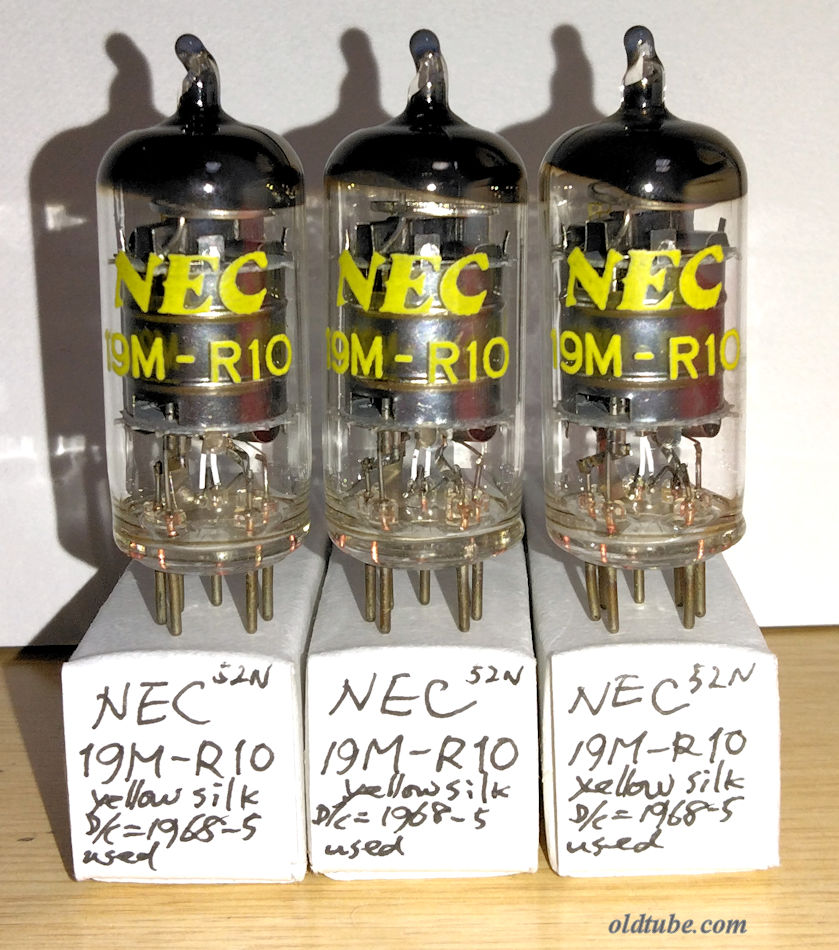 NEC
19M-R10
NEC
19M-R10
NEC
19M-R10
NEC 52N
19M-R10
yellow silk
D/c=1968-5
used
NEC 52N
19M-R10
yellow silk
D/c=1968-5
used
NEC 52N
19M-R10
yellow silk
D/c=1968-5
used
oldtube.com